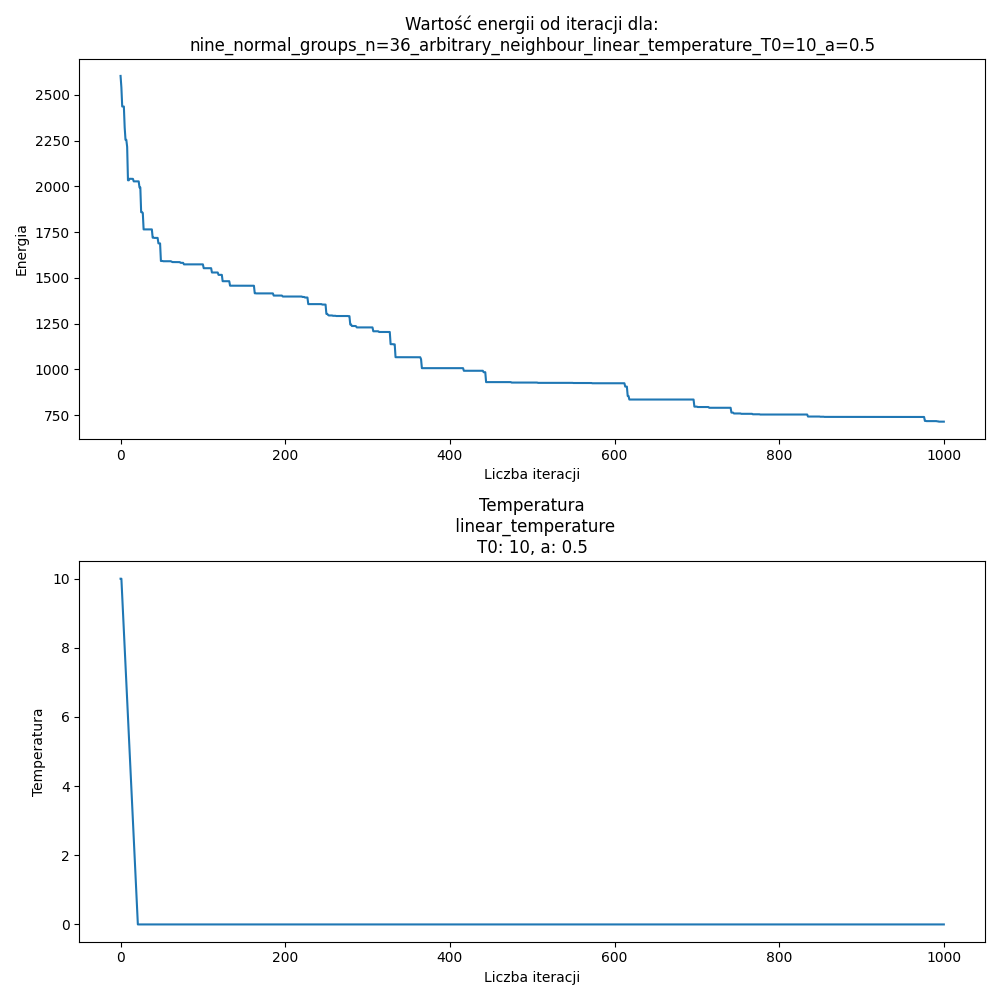 Wartość energii od iteracji dla:
nine_normal_groups_n=36_arbitrary_neighbour_linear_temperature_T0=10_a=0.5
2500
2250
2000
1750
1500
1250
1000
750
Energia
0 200 400 600 800 1000
Liczba iteracji
Temperatura
linear_temperature
T0: 10, a: 0.5
10
8
6
4
2
0
Temperatura
0 200 400 600 800 1000
Liczba iteracji